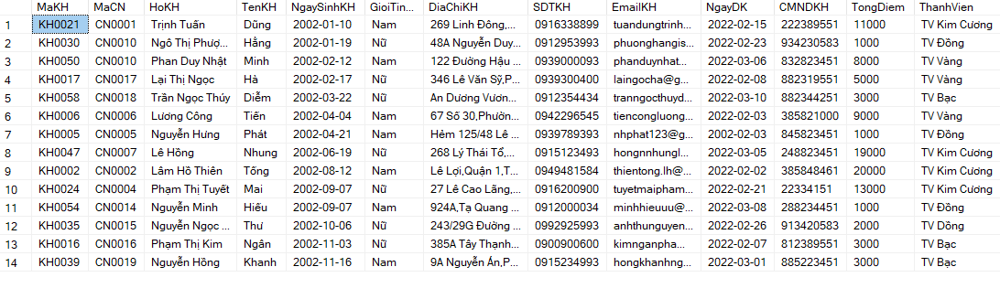 MaKH MaCN HoKH TenKH NgaySinhKH GioiTin... DiaChiKH SDTKH EmailKH NgayDK CMNDKH TongDiem ThanhVien
1 KH0021 CN0001 Trịnh Tuấn Dũng 2002-01-10 Nam 269 Linh Đông,... 0916338899 tuandungtrinh... 2022-02-15 222389551 11000 TV Kim Cương
2 KH0030 CN0010 Ngô Thị Phượ... Hằng 2002-01-19 Nữ 48A Nguyễn Duy... 0912953993 phuonghangis... 2022-02-23 934230583 1000 TV Đồng
3 KH0050 CN0010 Phan Duy Nhật Minh 2002-02-12 Nam 122 Đường Hậu ... 0939000093 phanduynhat... 2022-03-06 832823451 8000 TV Vàng
4 KH0017 CN0017 Lại Thị Ngọc Hà 2002-02-17 Nữ 346 Lê Văn Sỹ,P... 0939300400 laingocha@g... 2022-02-08 882319551 5000 TV Vàng
5 KH0058 CN0018 Trần Ngọc Thúy Diễm 2002-03-22 Nữ An Dương Vươn... 0912354434 tranngocthuyd... 2022-03-10 882344251 3000 TV Bạc
6 KH0006 CN0006 Lương Công Tiến 2002-04-04 Nam 67 Số 30,Phườn... 0942296545 tiencongluong... 2022-02-03 385821000 9000 TV Vàng
7 KH0005 CN0005 Nguyễn Hưng Phát 2002-04-21 Nam Hẻm 125/48 Lê ... 0939789393 nhphat123@g... 2022-02-03 845823451 1000 TV Đồng
8 KH0047 CN0007 Lê Hồng Nhung 2002-06-19 Nữ 268 Lý Thái Tổ,... 0915123493 hongnnhungl... 2022-03-05 248823451 19000 TV Kim Cương
9 KH0002 CN0002 Lâm Hồ Thiên Tống 2002-08-12 Nam Lê Lợi,Quận 1,T... 0949481584 thientong.lh@... 2022-02-02 385848461 20000 TV Kim Cương
10 KH0024 CN0004 Phạm Thị Tuyết Mai 2002-09-07 Nữ 27 Lê Cao Lãng,... 0916200900 tuyetmaipham... 2022-02-21 22334151 13000 TV Kim Cương
11 KH0054 CN0014 Nguyễn Minh Hiếu 2002-09-07 Nam 924A,Tạ Quang ... 0912000034 minhhieuuu@... 2022-03-08 288234451 1000 TV Đồng
12 KH0035 CN0015 Nguyễn Ngọc ... Thư 2002-10-06 Nữ 243/29G Đường ... 0992925993 anhthunguyen... 2022-02-26 913420583 2000 TV Dồng
13 KH0016 CN0016 Phạm Thị Kim Ngân 2002-11-03 Nữ 385A Tây Thạnh... 0900900600 kimnganpha... 2022-02-07 812389551 3000 TV Bạc
14 KH0039 CN0019 Nguyễn Hồng Khanh 2002-11-16 Nam 9A Nguyễn Án,P... 0915234993 hongkhanhng... 2022-03-01 885223451 3000 TV Bạc